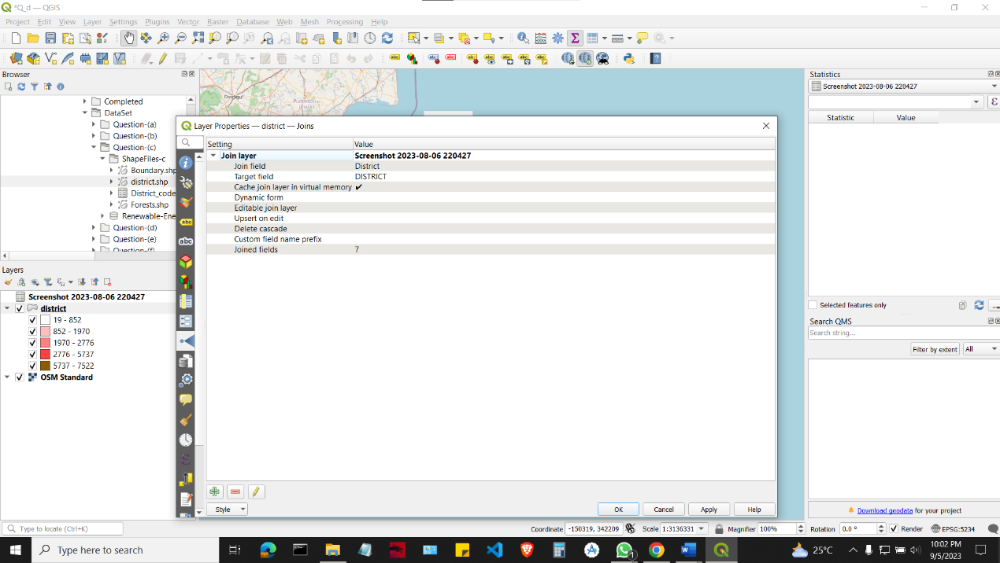 *Q_d — QGIS
Project Edit View Layer Settings Plugins Vector Raster Database Web Mesh Processing Help
Browser
Completed
DataSet
Question-(a)
Question-(b)
Question-(c)
ShapeFiles-c
Boundary.shp
district.shp
District_code
Forests.shp
Renewable-Ene
Question-(d)
Question-(e)
Question-(f)
Layers
Screenshot 2023-08-06 220427
district
19 - 852
852 - 1970
1970 - 2776
2776 - 5737
5737 - 7522
OSM Standard
Dindigul
Pudukkottai
District
Layer Properties — district — Joins
Setting Value
Join layer Screenshot 2023-08-06 220427
Join field District
Target field DISTRICT
Cache join layer in virtual memory ✔
Dynamic form
Editable join layer
Upsert on edit
Delete cascade
Custom field name prefix
Joined fields 7
Style
OK Cancel Apply Help
Statistics
Screenshot 2023-08-06 220427
Statistic Value
Selected features only
Search QMS
Search string...
Filter by extent All
Download geodata for your project
Type to locate (Ctrl+K)
Coordinate -150319, 342209 Scale 1:3136331 Magnifier 100% Rotation 0.0 ° Render EPSG:5234
Type here to search
25°C
10:02 PM
9/5/2023